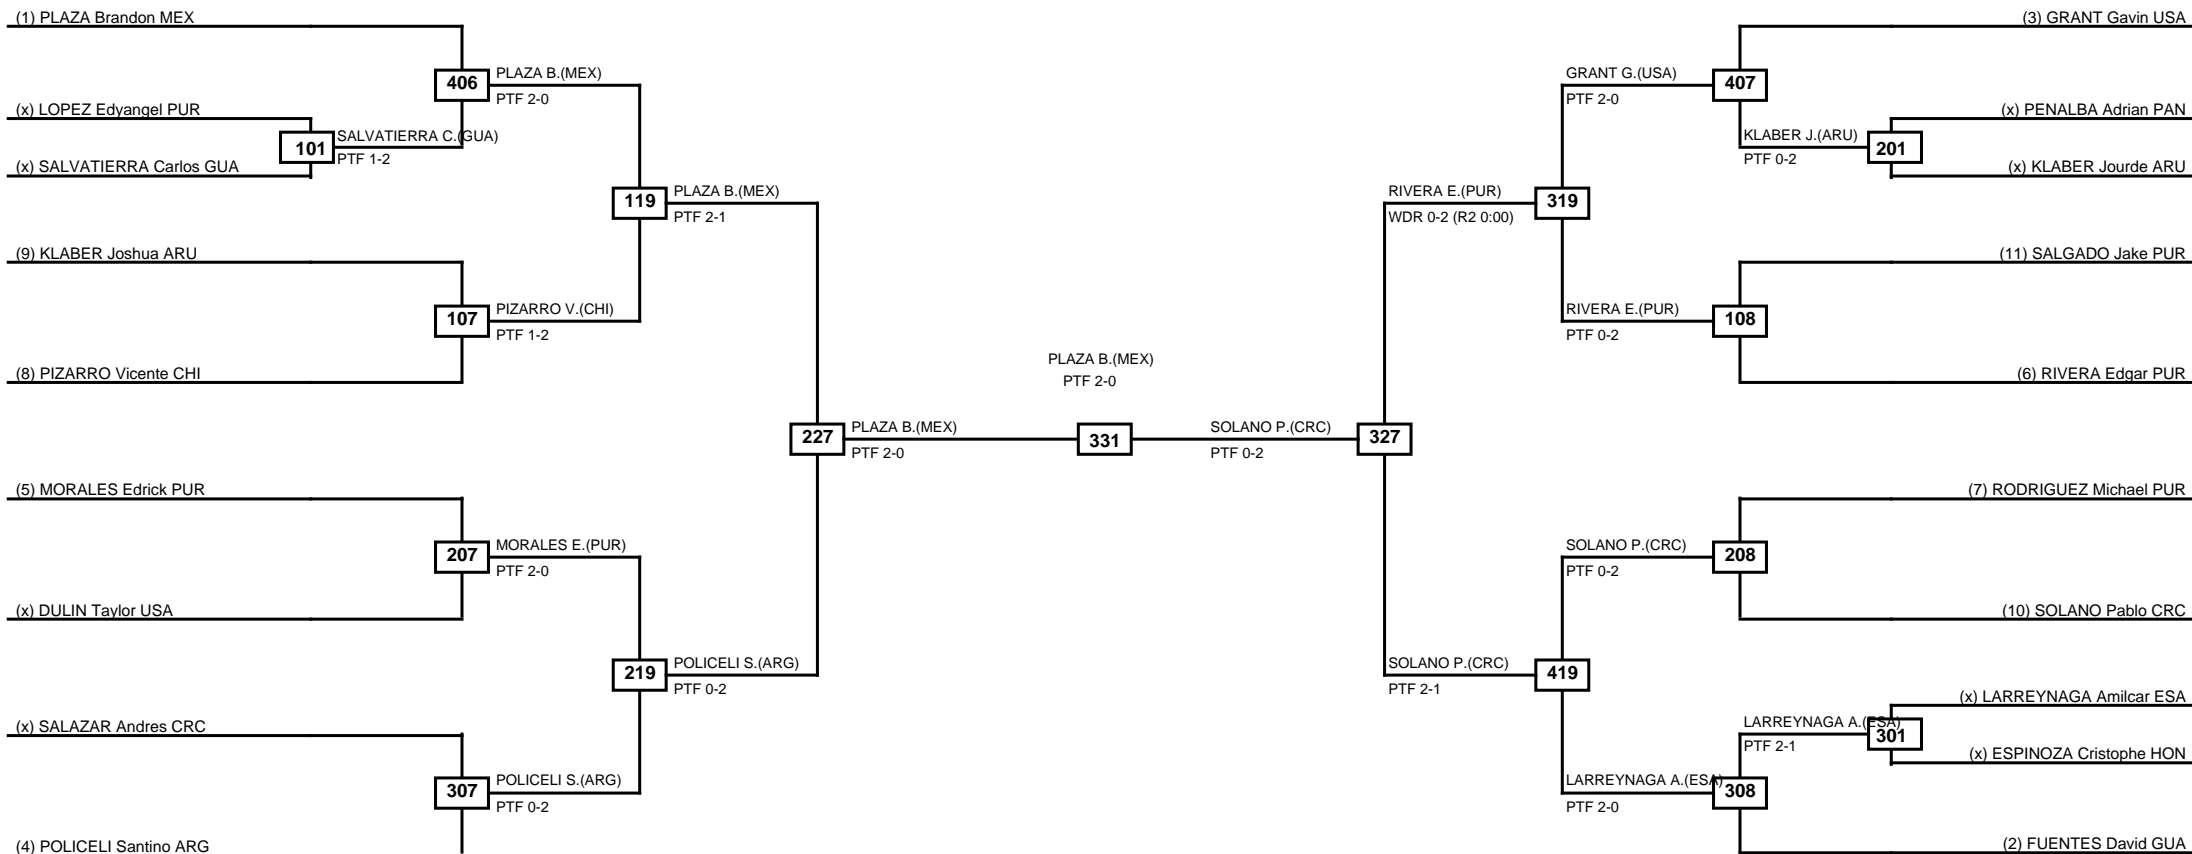 (1) PLAZA Brandon MEX
(3) GRANT Gavin USA
406
PLAZA B.(MEX)
PTF 2-0
GRANT G.(USA)
PTF 2-0
407
(x) LOPEZ Edyangel PUR
(x) PENALBA Adrian PAN
101
SALVATIERRA C.(GUA)
PTF 1-2
KLABER J.(ARU)
PTF 0-2
201
(x) SALVATIERRA Carlos GUA
(x) KLABER Jourde ARU
119
PLAZA B.(MEX)
PTF 2-1
RIVERA E.(PUR)
WDR 0-2 (R2 0:00)
319
(9) KLABER Joshua ARU
(11) SALGADO Jake PUR
107
PIZARRO V.(CHI)
PTF 1-2
RIVERA E.(PUR)
PTF 0-2
108
(8) PIZARRO Vicente CHI
(6) RIVERA Edgar PUR
PLAZA B.(MEX)
PTF 2-0
227
PLAZA B.(MEX)
PTF 2-0
331
SOLANO P.(CRC)
PTF 0-2
327
(5) MORALES Edrick PUR
(7) RODRIGUEZ Michael PUR
207
MORALES E.(PUR)
PTF 2-0
SOLANO P.(CRC)
PTF 0-2
208
(x) DULIN Taylor USA
(10) SOLANO Pablo CRC
219
POLICELI S.(ARG)
PTF 0-2
SOLANO P.(CRC)
PTF 2-1
419
(x) SALAZAR Andres CRC
(x) LARREYNAGA Amilcar ESA
LARREYNAGA A.(ESA)
PTF 2-1
301
(x) ESPINOZA Cristophe HON
307
POLICELI S.(ARG)
PTF 0-2
LARREYNAGA A.(ESA)
PTF 2-0
308
(4) POLICELI Santino ARG
(2) FUENTES David GUA